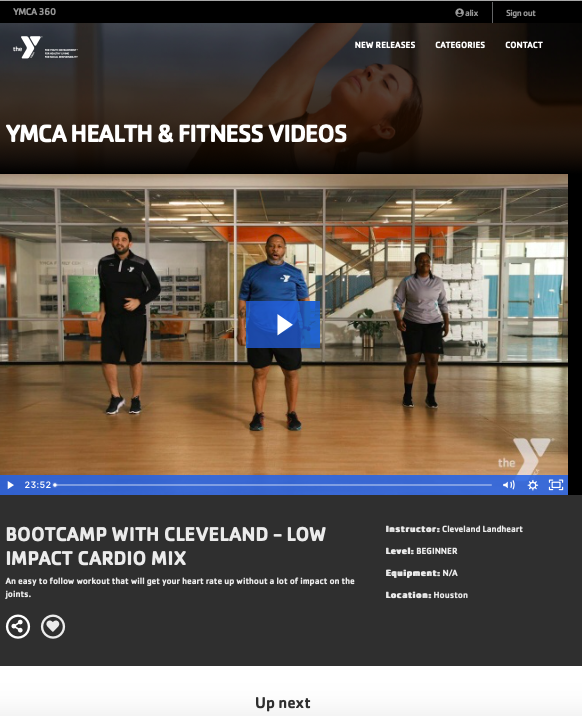 YMCA 360
alix
Sign out
the Y
FOR YOUTH DEVELOPMENT
FOR HEALTHY LIVING
FOR SOCIAL RESPONSIBILITY
NEW RELEASES CATEGORIES CONTACT
YMCA HEALTH & FITNESS VIDEOS
the Y
23:52
BOOTCAMP WITH CLEVELAND – LOW
IMPACT CARDIO MIX
An easy to follow workout that will get your heart rate up without a lot of impact on the
joints.
Instructor: Cleveland Landheart
Level: BEGINNER
Equipment: N/A
Location: Houston
Up next